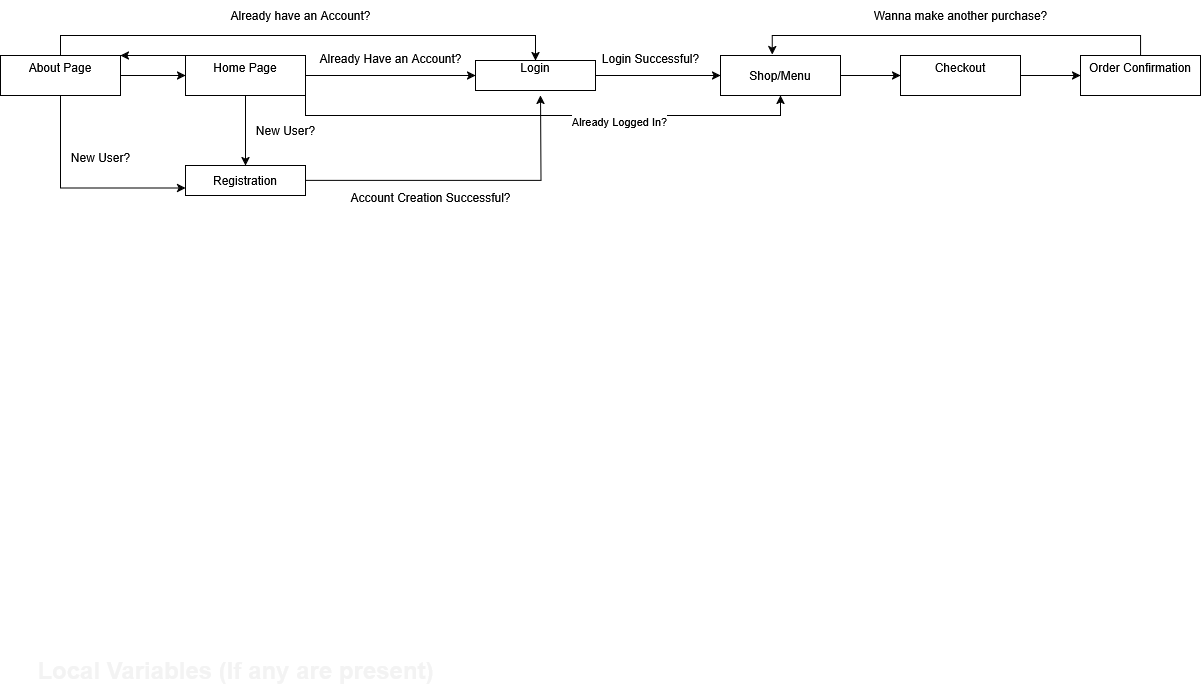 Already have an Account?
Wanna make another purchase?
About Page
Home Page
Already Have an Account?
Login
Login Successful?
Shop/Menu
Checkout
Order Confirmation
Already Logged In?
New User?
New User?
Registration
Account Creation Successful?
Local Variables (If any are present)